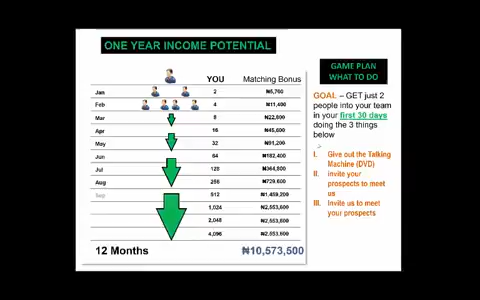 ONE YEAR INCOME POTENTIAL
YOU Matching Bonus
Jan 2 ₦5,700
Feb 4 ₦11,400
Mar 8 ₦22,800
Apr 16 ₦45,600
May 32 ₦91,200
Jun 64 ₦182,400
Jul 128 ₦364,800
Aug 256 ₦729,600
Sep 512 ₦1,459,200
1,024 ₦2,553,600
2,048 ₦2,553,600
4,096 ₦2,553,600
12 Months ₦10,573,500
GAME PLAN
WHAT TO DO
GOAL – GET just 2
people into your team
in your first 30 days
doing the 3 things
below
I. Give out the Talking
Machine (DVD)
II. invite your
prospects to meet
us
III. Invite us to meet
your prospects